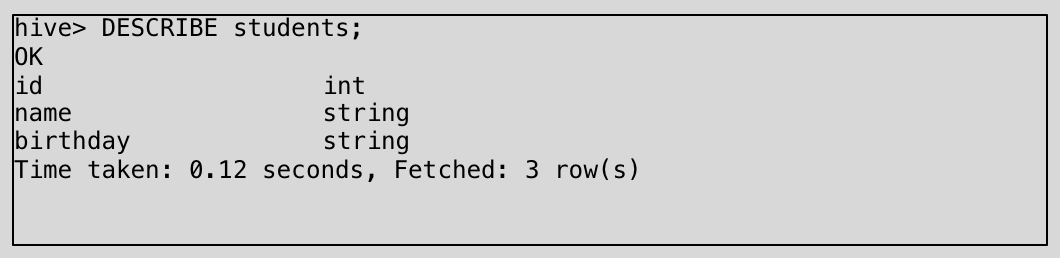 hive> DESCRIBE students;
OK
id int
name string
birthday string
Time taken: 0.12 seconds, Fetched: 3 row(s)